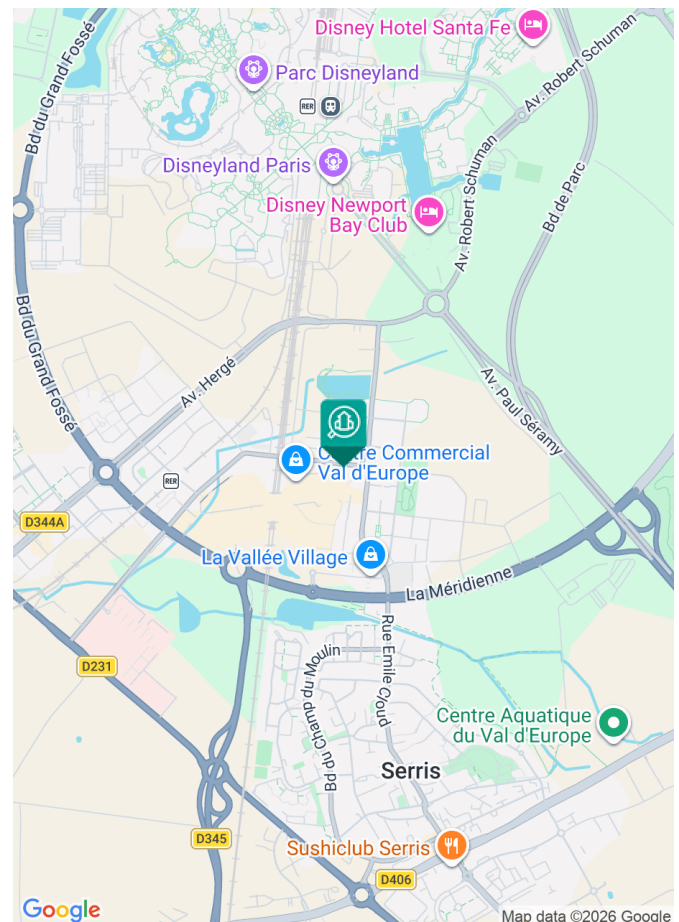 Disney Hotel Santa Fe
Parc Disneyland
RER
Av. Robert Schuman
Bd du Grand Fossé
Disneyland Paris
Disney Newport
Bay Club
Av. Robert Schuman
Bd de Parc
Bd du Grand Fossé
Av. Hergé
Av. Paul Séramy
Centre Commercial
Val d'Europe
RER
D344A
La Vallée Village
La Méridienne
Rue Emile Cloud
D231
Bd du Champ du Moulin
Centre Aquatique
du Val d'Europe
Serris
D345
Sushiclub Serris
D406
Google
Map data ©2026 Google